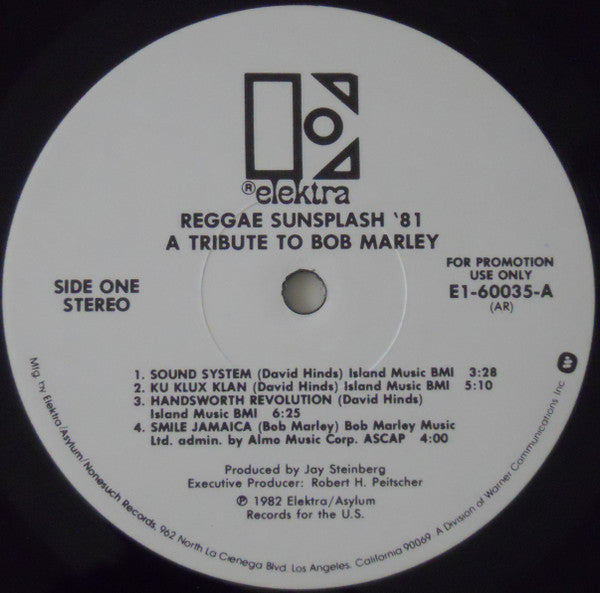 ® elektra
REGGAE SUNSPLASH '81
A TRIBUTE TO BOB MARLEY
SIDE ONE
STEREO
FOR PROMOTION
USE ONLY
E1-60035-A
(AR)
1. SOUND SYSTEM (David Hinds) Island Music BMI 3:28
2. KU KLUX KLAN (David Hinds) Island Music BMI 5:10
3. HANDSWORTH REVOLUTION (David Hinds)
Island Music BMI 6:25
4. SMILE JAMAICA (Bob Marley) Bob Marley Music
Ltd. admin. by Almo Music Corp. ASCAP 4:00
Produced by Jay Steinberg
Executive Producer: Robert H. Peitscher
℗ 1982 Elektra/Asylum
Records for the U.S.
Mfg. by Elektra/Asylum/Nonesuch Records, 962 North La Cienega Blvd. Los Angeles, California 90069 A Division of Warner Communications Inc.